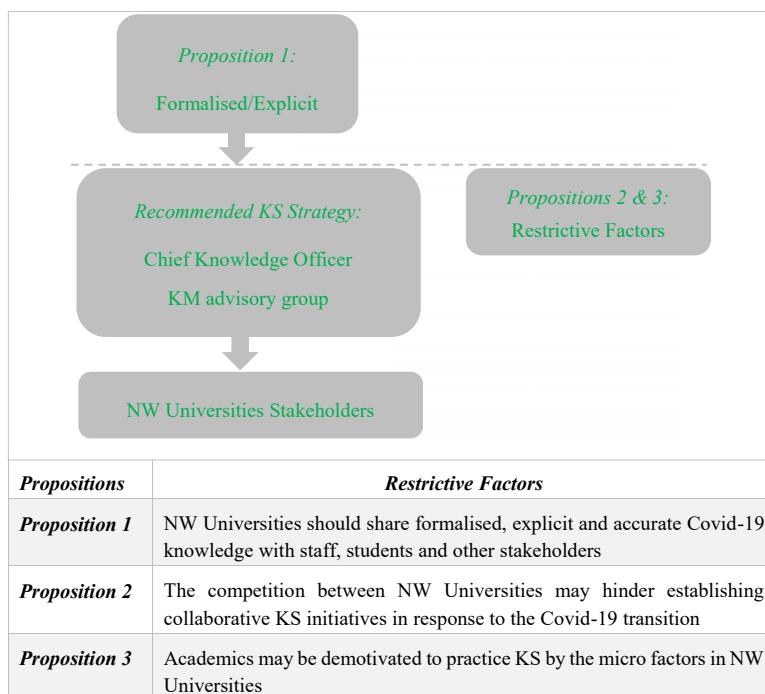 Proposition 1:
Formalised/Explicit
Recommended KS Strategy:
Chief Knowledge Officer
KM advisory group
Propositions 2 & 3:
Restrictive Factors
NW Universities Stakeholders
Propositions
Restrictive Factors
Proposition 1
NW Universities should share formalised, explicit and accurate Covid-19
knowledge with staff, students and other stakeholders
Proposition 2
The competition between NW Universities may hinder establishing
collaborative KS initiatives in response to the Covid-19 transition
Proposition 3
Academics may be demotivated to practice KS by the micro factors in NW
Universities